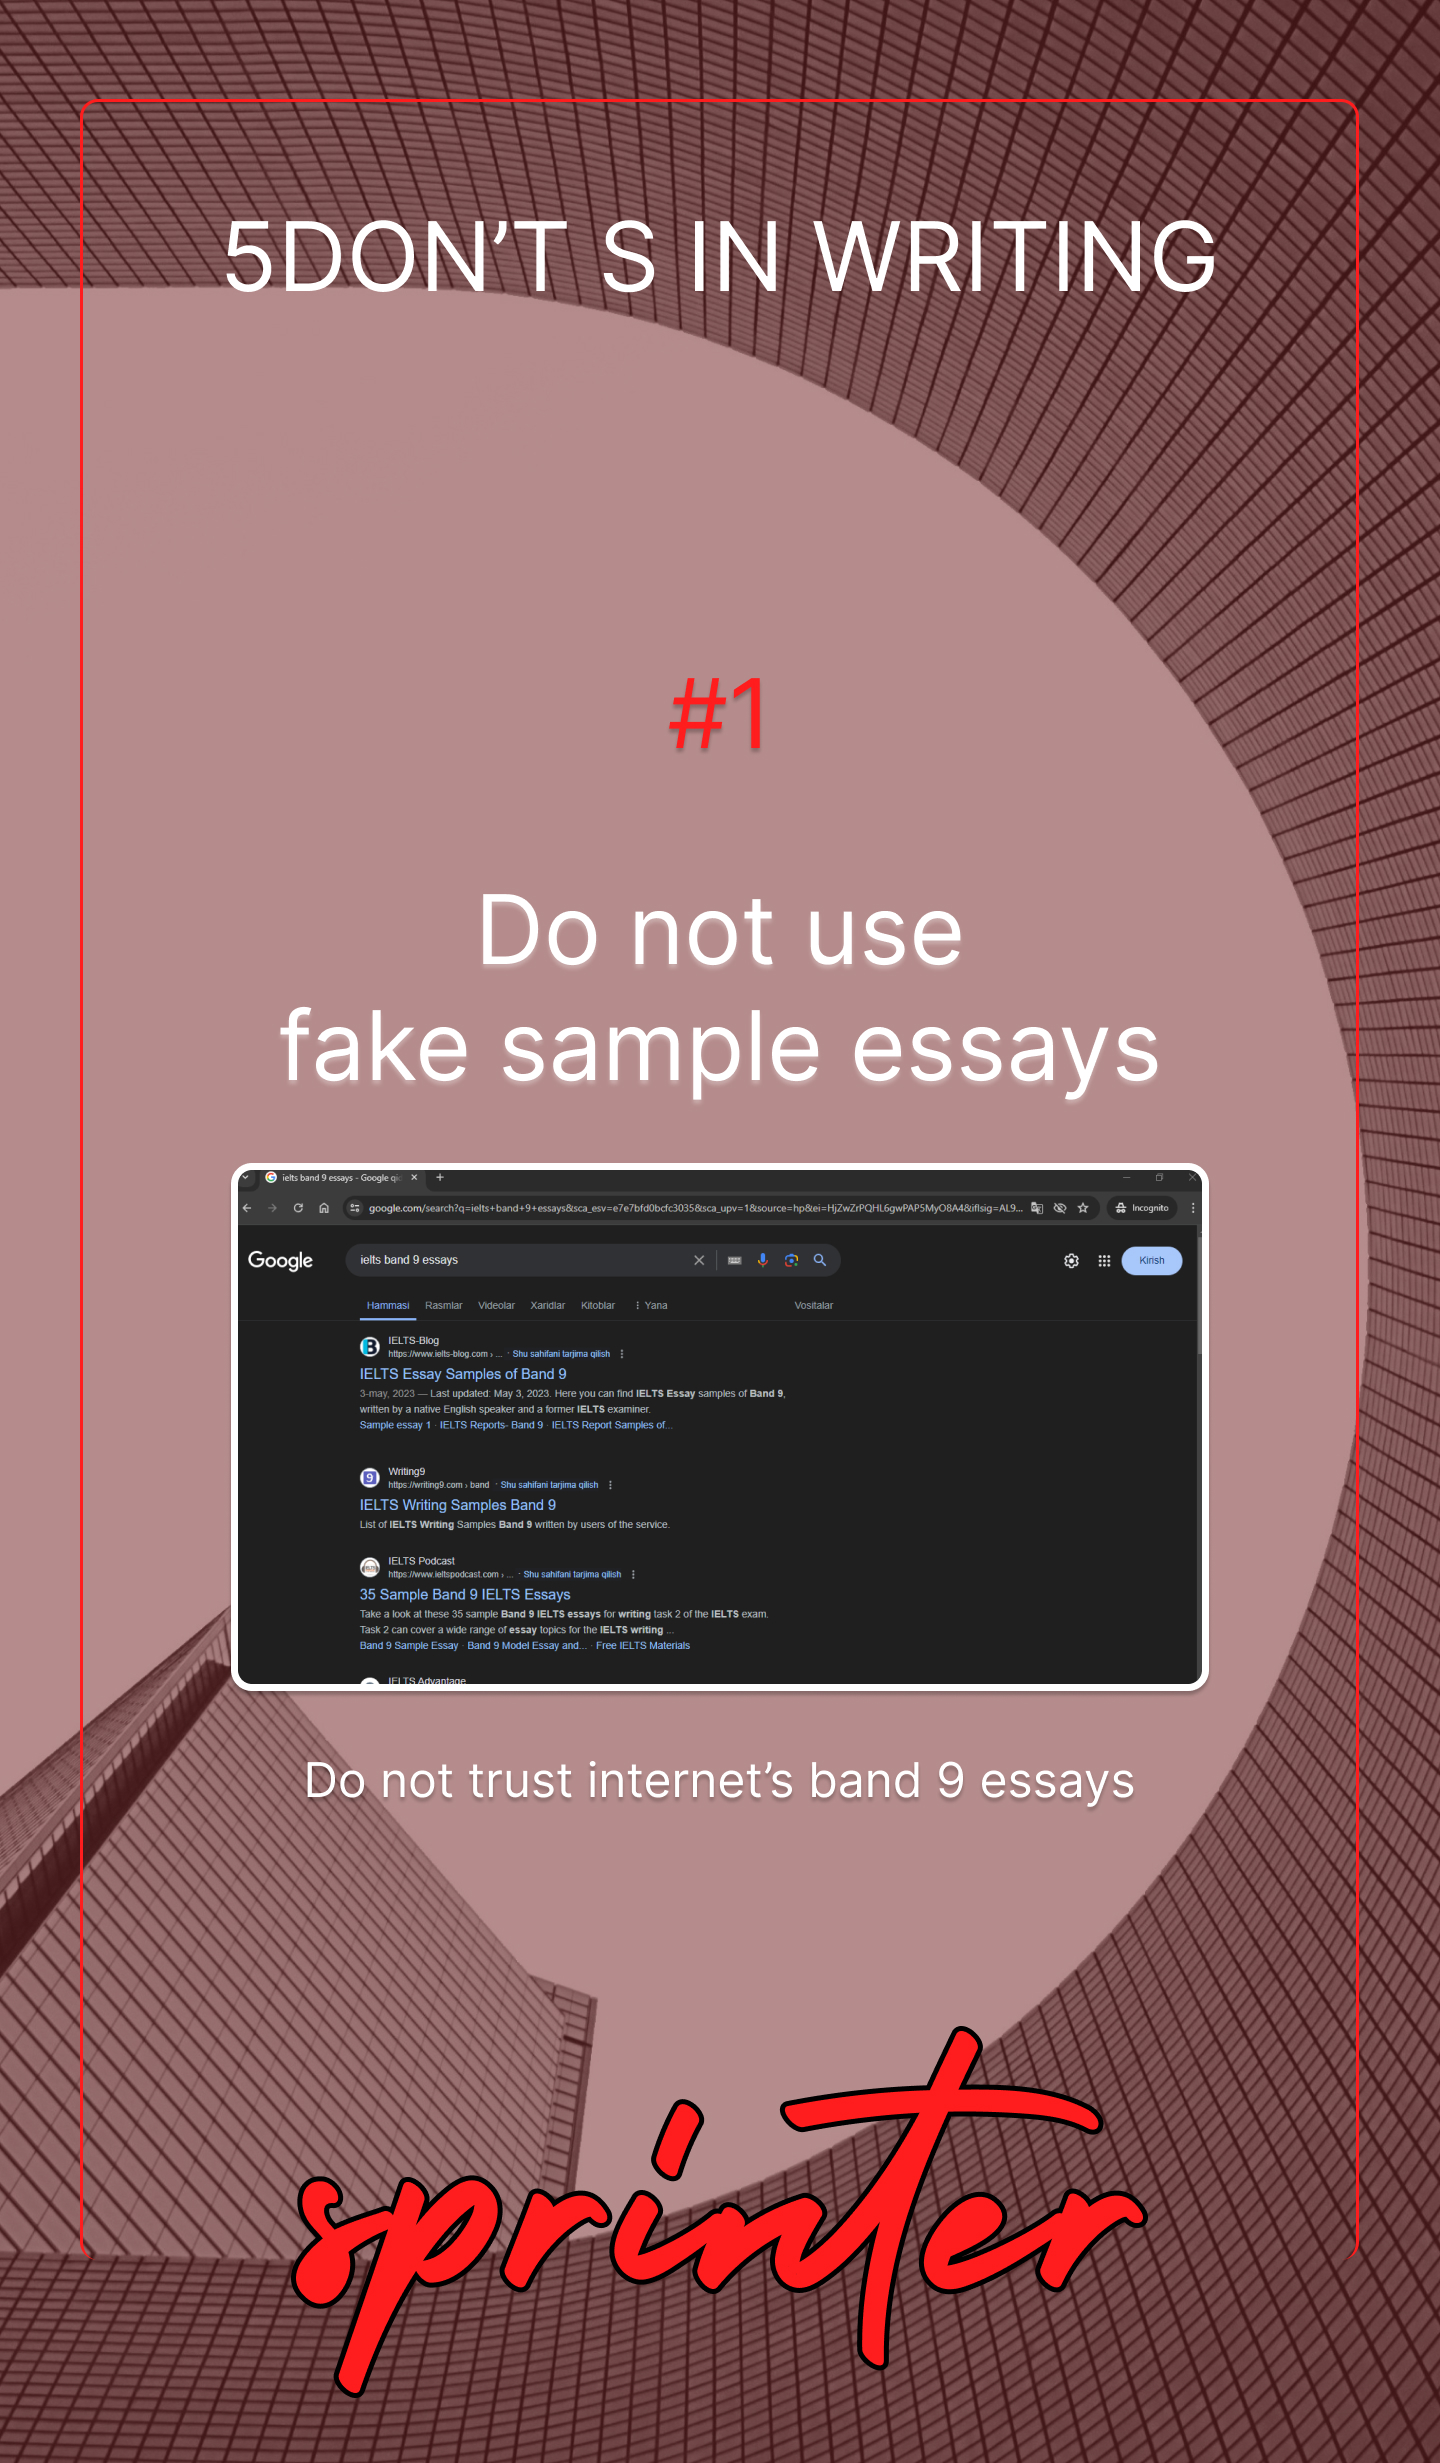 5DON’T S IN WRITING
#1
Do not use
fake sample essays
ielts band 9 essays - Google qi
google.com/search?q=ielts+band+9+essays&sca_esv=e7e7bfd0bcfc3035&sca_upv=1&source=hp&ei=HjZwZrPQHL6gwPAP5MyO8A4&iflsig=AL9... Incognito
Google ielts band 9 essays Kirish
Hammasi Rasmlar Videolar Xaridlar Kitoblar Yana Vositalar
IELTS-Blog
https://www.ielts-blog.com › ... · Shu sahifani tarjima qilish
IELTS Essay Samples of Band 9
3-may, 2023 — Last updated: May 3, 2023. Here you can find IELTS Essay samples of Band 9,
written by a native English speaker and a former IELTS examiner.
Sample essay 1 · IELTS Reports- Band 9 · IELTS Report Samples of...
Writing9
https://writing9.com › band · Shu sahifani tarjima qilish
IELTS Writing Samples Band 9
List of IELTS Writing Samples Band 9 written by users of the service.
IELTS Podcast
https://www.ieltspodcast.com › ... · Shu sahifani tarjima qilish
35 Sample Band 9 IELTS Essays
Take a look at these 35 sample Band 9 IELTS essays for writing task 2 of the IELTS exam.
Task 2 can cover a wide range of essay topics for the IELTS writing ...
Band 9 Sample Essay · Band 9 Model Essay and... · Free IELTS Materials
IELTS Advantage
Do not trust internet’s band 9 essays
sprinter